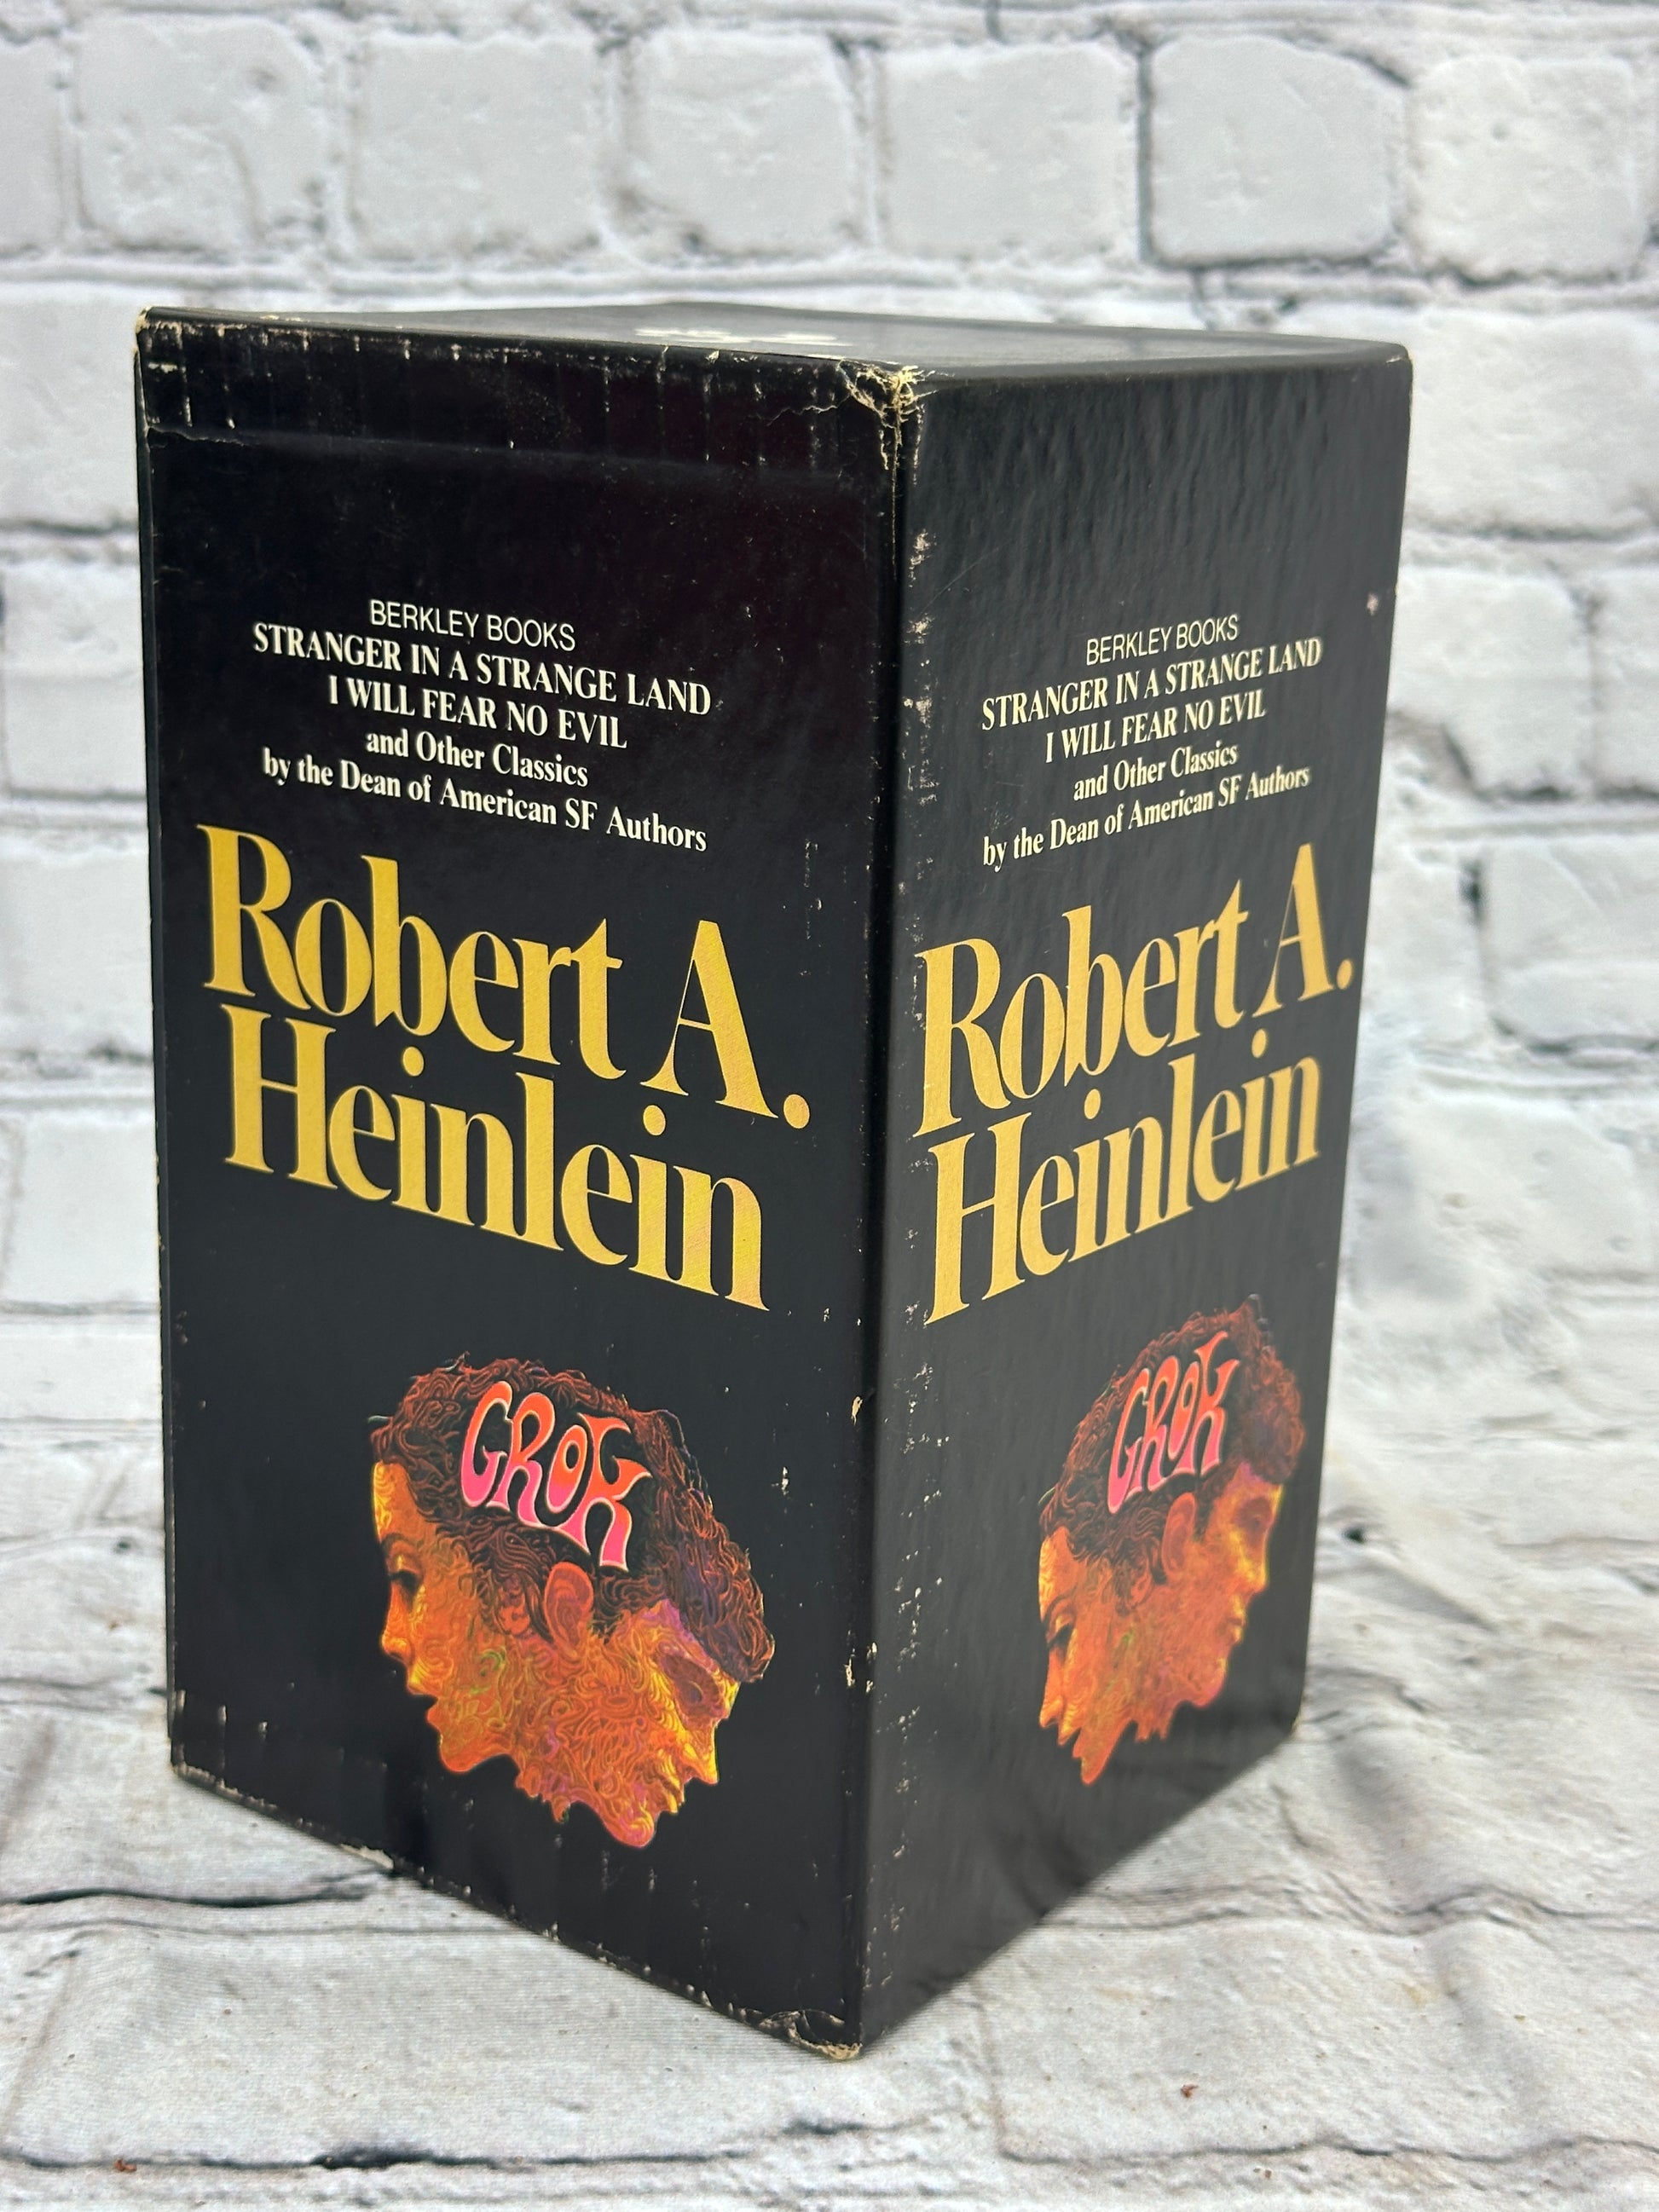 BERKLEY BOOKS
STRANGER IN A STRANGE LAND
I WILL FEAR NO EVIL
and Other Classics
by the Dean of American SF Authors
Robert A.
Heinlein
GROK
BERKLEY BOOKS
STRANGER IN A STRANGE LAND
I WILL FEAR NO EVIL
and Other Classics
by the Dean of American SF Authors
Robert A.
Heinlein
GROK